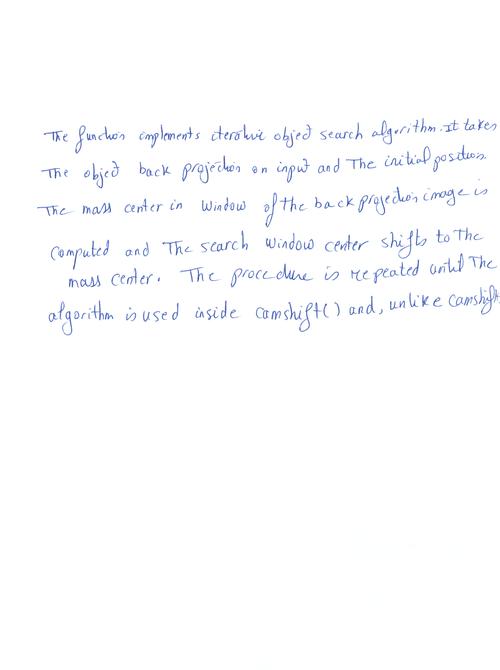 The function implements iterative object search algorithm. It takes
The object back projection on input and The initial position.
The mass center in window of the back projection image is
computed and The search window center shifts to The
mass center. The procedure is repeated until The
algorithm is used inside camshift() and, unlike camshift